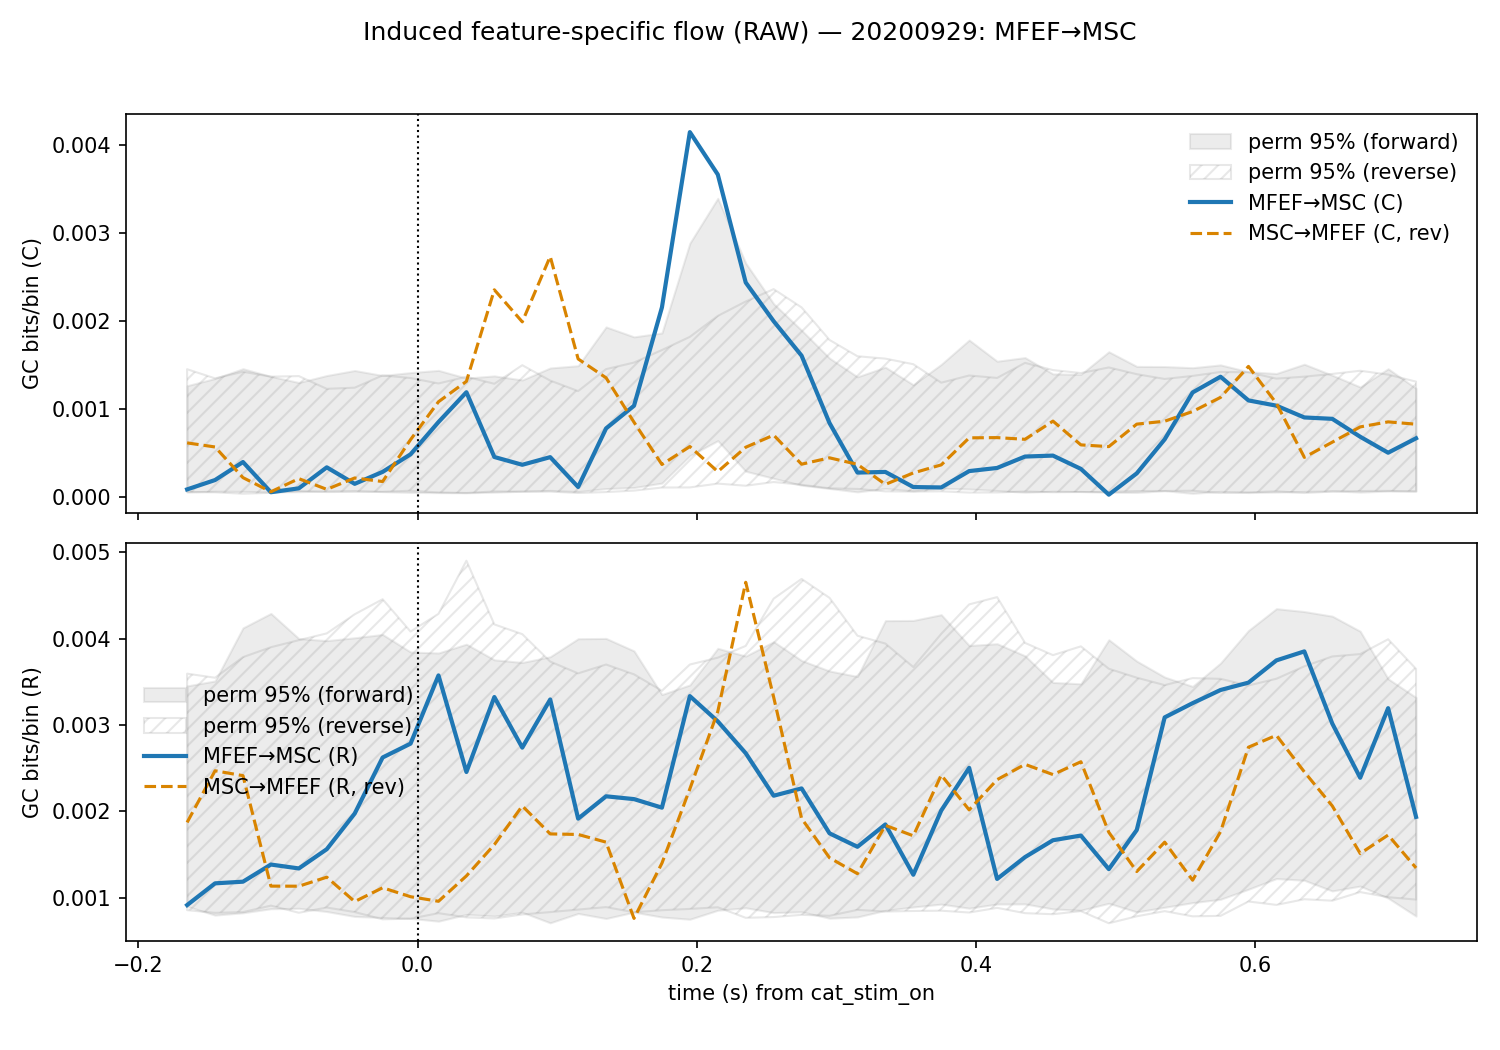 Induced feature-specific flow (RAW) — 20200929: MFEF→MSC
GC bits/bin (C)
0.004
0.003
0.002
0.001
0.000
perm 95% (forward)
perm 95% (reverse)
MFEF→MSC (C)
MSC→MFEF (C, rev)
GC bits/bin (R)
0.005
0.004
0.003
0.002
0.001
perm 95% (forward)
perm 95% (reverse)
MFEF→MSC (R)
MSC→MFEF (R, rev)
−0.2 0.0 0.2 0.4 0.6
time (s) from cat_stim_on